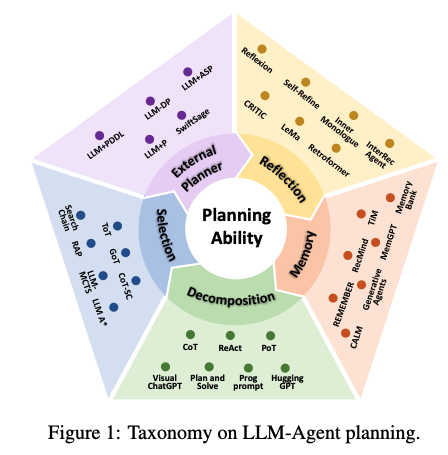 Reflexion
Self-Refine
Inner
Monologue
InterRec
Agent
CRITIC
LeMa
Retroformer
Reflection
LLM+ASP
LLM-DP
SwiftSage
LLM+PDDL
LLM+P
External
Planner
Planning
Ability
Selection
Search
Chain
ToT
RAP
GoT
LLM-
MCTS
CoT-SC
LLM A*
Memory
Memory
Bank
TiM
MemGPT
RecMind
Generative
Agents
REMEMBER
CALM
Decomposition
CoT
ReAct
PoT
Visual
ChatGPT
Plan and
Solve
Prog
prompt
Hugging
GPT
Figure 1: Taxonomy on LLM-Agent planning.